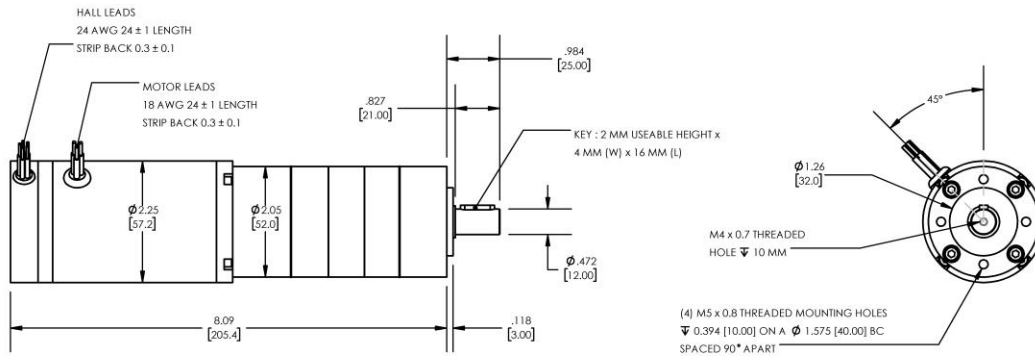 HALL LEADS
24 AWG 24 ± 1 LENGTH
STRIP BACK 0.3 ± 0.1
MOTOR LEADS
18 AWG 24 ± 1 LENGTH
STRIP BACK 0.3 ± 0.1
.984
[25.00]
.827
[21.00]
KEY : 2 MM USEABLE HEIGHT x
4 MM (W) x 16 MM (L)
Ø2.25
[57.2]
Ø2.05
[52.0]
Ø.472
[12.00]
8.09
[205.4]
.118
[3.00]
45°
Ø1.26
[32.0]
M4 x 0.7 THREADED
HOLE ↧ 10 MM
(4) M5 x 0.8 THREADED MOUNTING HOLES
↧ 0.394 [10.00] ON A Ø 1.575 [40.00] BC
SPACED 90° APART